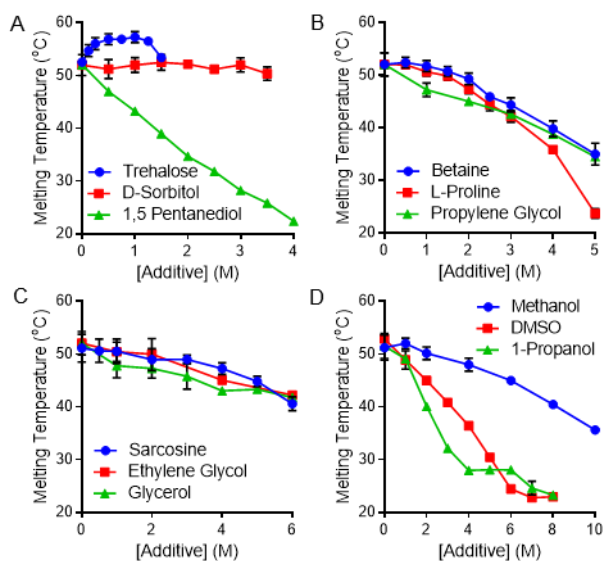 A
Melting Temperature (°C)
60
50
40
30
20
Trehalose
D-Sorbitol
1,5 Pentanediol
0
1
2
3
4
[Additive] (M)
B
Melting Temperature (°C)
60
50
40
30
20
Betaine
L-Proline
Propylene Glycol
0
1
2
3
4
5
[Additive] (M)
C
Melting Temperature (°C)
60
50
40
30
20
Sarcosine
Ethylene Glycol
Glycerol
0
2
4
6
[Additive] (M)
D
Melting Temperature (°C)
60
50
40
30
20
Methanol
DMSO
1-Propanol
0
2
4
6
8
10
[Additive] (M)